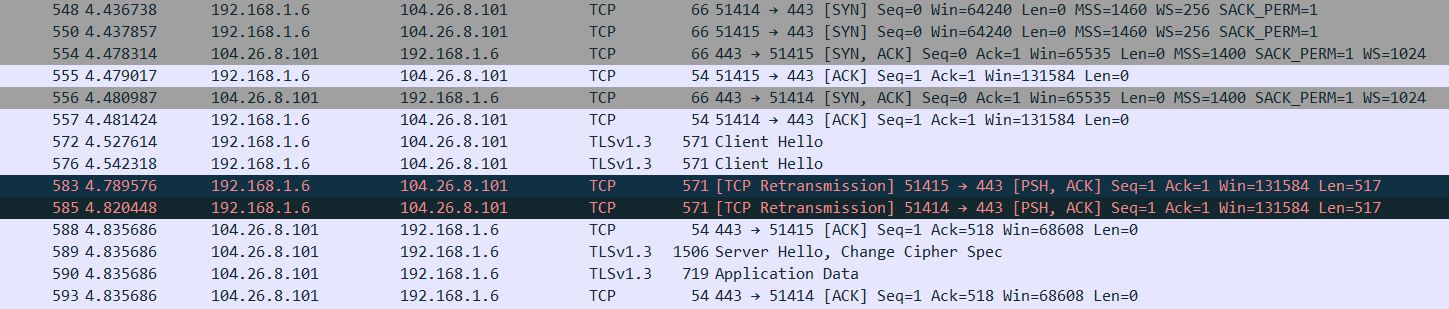 548 4.436738 192.168.1.6 104.26.8.101 TCP 66 51414 → 443 [SYN] Seq=0 Win=64240 Len=0 MSS=1460 WS=256 SACK_PERM=1
550 4.437857 192.168.1.6 104.26.8.101 TCP 66 51415 → 443 [SYN] Seq=0 Win=64240 Len=0 MSS=1460 WS=256 SACK_PERM=1
554 4.478314 104.26.8.101 192.168.1.6 TCP 66 443 → 51415 [SYN, ACK] Seq=0 Ack=1 Win=65535 Len=0 MSS=1400 SACK_PERM=1 WS=1024
555 4.479017 192.168.1.6 104.26.8.101 TCP 54 51415 → 443 [ACK] Seq=1 Ack=1 Win=131584 Len=0
556 4.480987 104.26.8.101 192.168.1.6 TCP 66 443 → 51414 [SYN, ACK] Seq=0 Ack=1 Win=65535 Len=0 MSS=1400 SACK_PERM=1 WS=1024
557 4.481424 192.168.1.6 104.26.8.101 TCP 54 51414 → 443 [ACK] Seq=1 Ack=1 Win=131584 Len=0
572 4.527614 192.168.1.6 104.26.8.101 TLSv1.3 571 Client Hello
576 4.542318 192.168.1.6 104.26.8.101 TLSv1.3 571 Client Hello
583 4.789576 192.168.1.6 104.26.8.101 TCP 571 [TCP Retransmission] 51415 → 443 [PSH, ACK] Seq=1 Ack=1 Win=131584 Len=517
585 4.820448 192.168.1.6 104.26.8.101 TCP 571 [TCP Retransmission] 51414 → 443 [PSH, ACK] Seq=1 Ack=1 Win=131584 Len=517
588 4.835686 104.26.8.101 192.168.1.6 TCP 54 443 → 51415 [ACK] Seq=1 Ack=518 Win=68608 Len=0
589 4.835686 104.26.8.101 192.168.1.6 TLSv1.3 1506 Server Hello, Change Cipher Spec
590 4.835686 104.26.8.101 192.168.1.6 TLSv1.3 719 Application Data
593 4.835686 104.26.8.101 192.168.1.6 TCP 54 443 → 51414 [ACK] Seq=1 Ack=518 Win=68608 Len=0